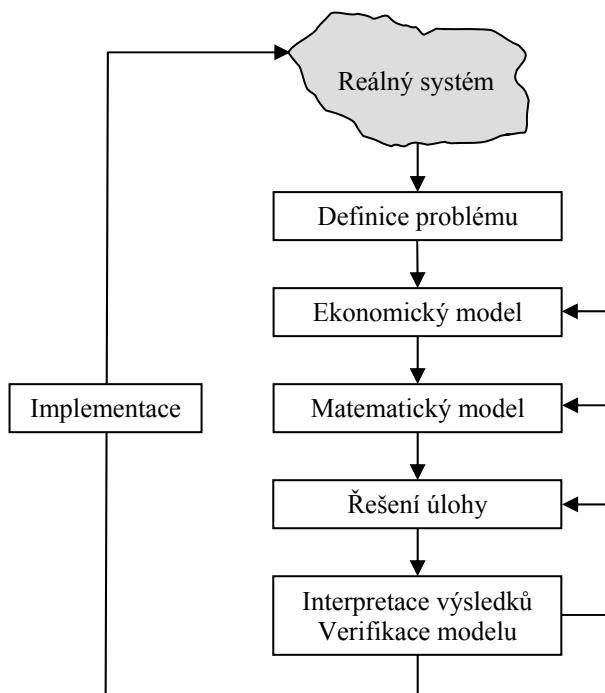 Reálný systém
Definice problému
Ekonomický model
Implementace
Matematický model
Řešení úlohy
Interpretace výsledků
Verifikace modelu